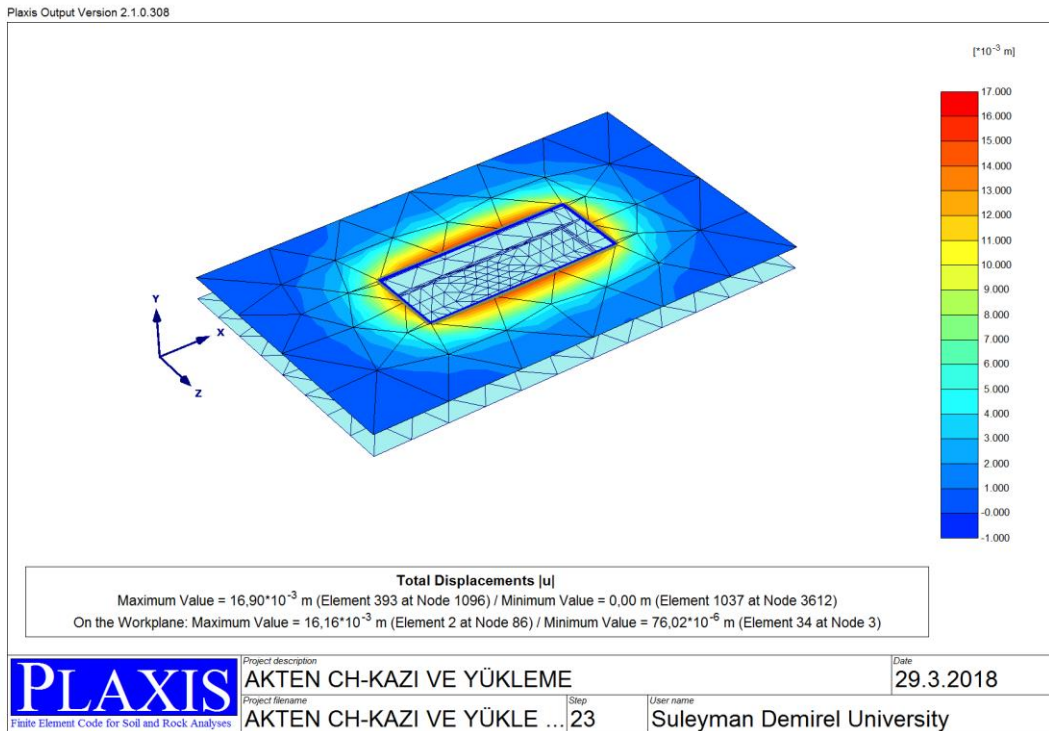 Plaxis Output Version 2.1.0.308
[*10-3 m]
17.000
16.000
15.000
14.000
13.000
12.000
11.000
10.000
9.000
8.000
7.000
6.000
5.000
4.000
3.000
2.000
1.000
-0.000
-1.000
Y
X
Z
Total Displacements |u|
Maximum Value = 16,90*10-3 m (Element 393 at Node 1096) / Minimum Value = 0,00 m (Element 1037 at Node 3612)
On the Workplane: Maximum Value = 16,16*10-3 m (Element 2 at Node 86) / Minimum Value = 76,02*10-6 m (Element 34 at Node 3)
PLAXIS
Finite Element Code for Soil and Rock Analyses
Project description
AKTEN CH-KAZI VE YÜKLEME
Date
29.3.2018
Project filename
AKTEN CH-KAZI VE YÜKLE ...
Step
23
User name
Suleyman Demirel University